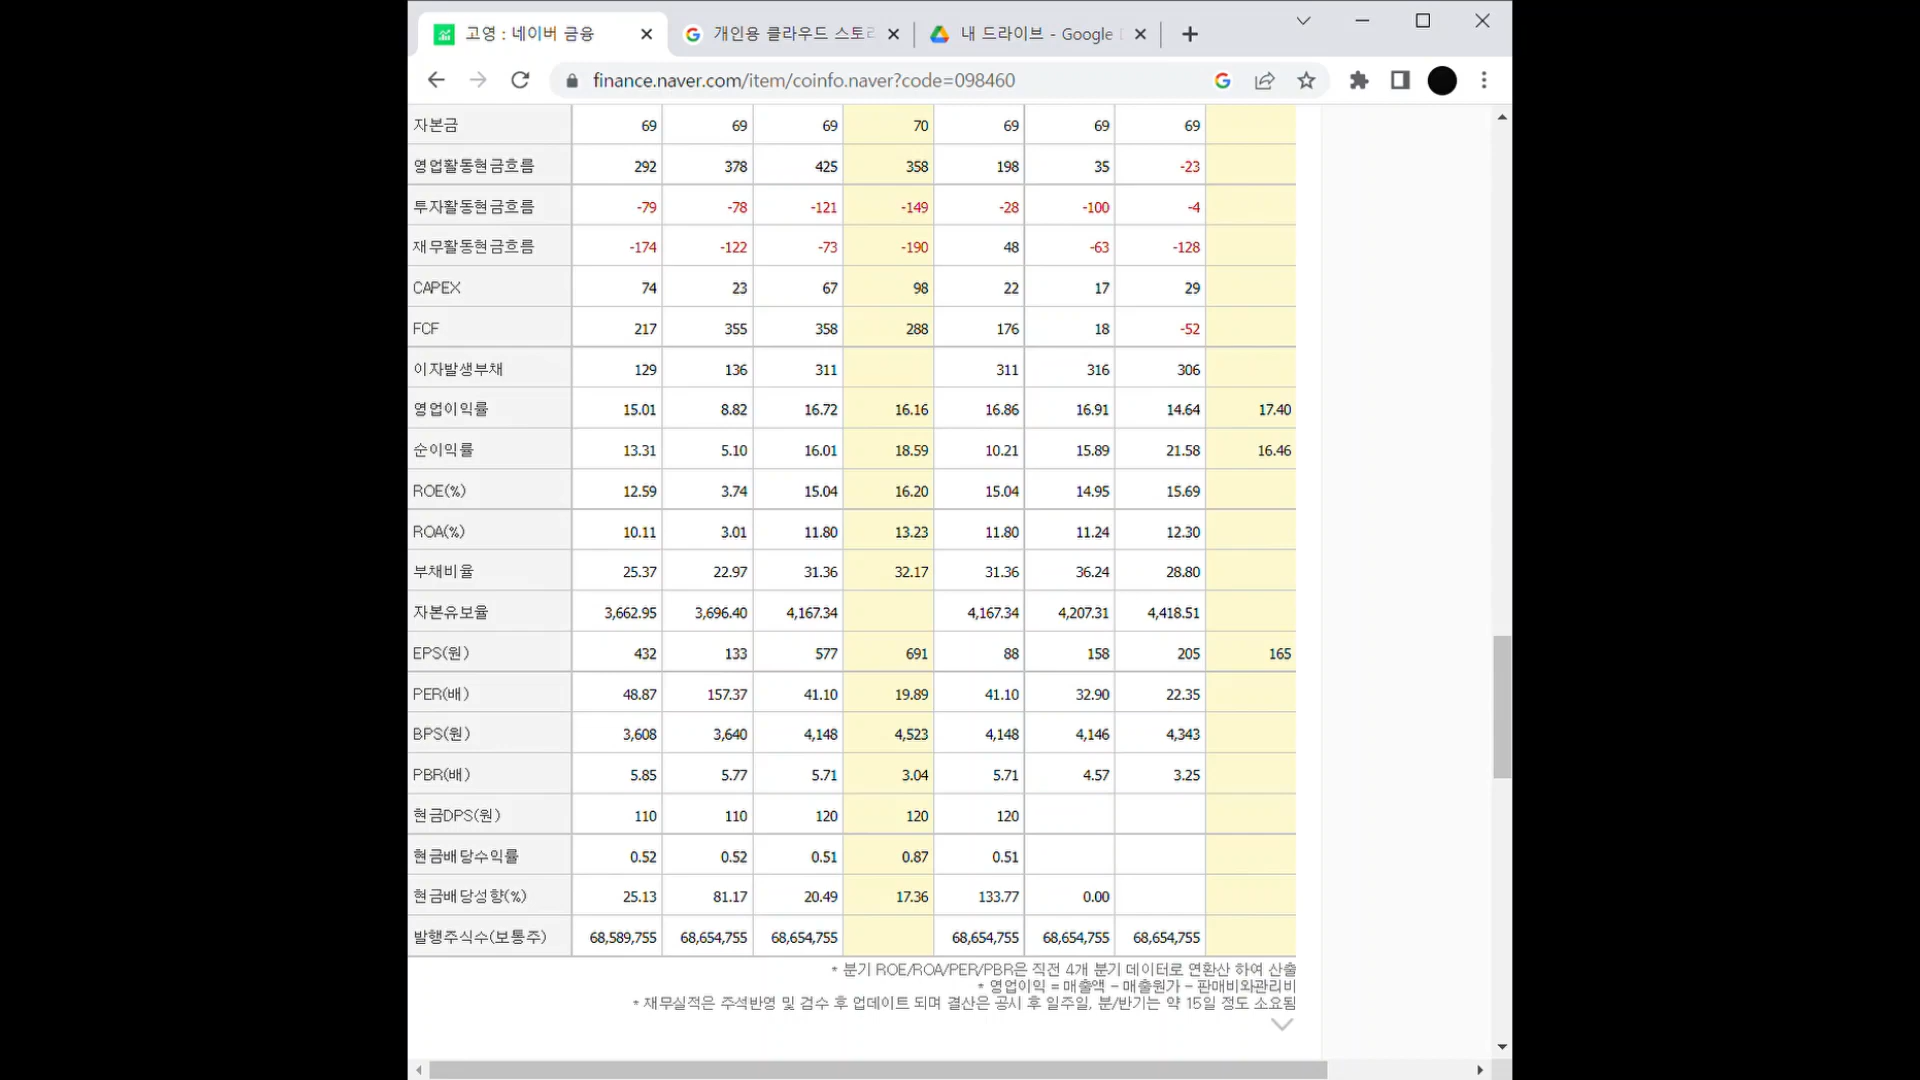 고영 : 네이버 금융
개인용 클라우드 스토리
내 드라이브 - Google
finance.naver.com/item/coinfo.naver?code=098460
자본금 69 69 69 70 69 69 69
영업활동현금흐름 292 378 425 358 198 35 -23
투자활동현금흐름 -79 -78 -121 -149 -28 -100 -4
재무활동현금흐름 -174 -122 -73 -190 48 -63 -128
CAPEX 74 23 67 98 22 17 29
FCF 217 355 358 288 176 18 -52
이자발생부채 129 136 311 311 316 306
영업이익률 15.01 8.82 16.72 16.16 16.86 16.91 14.64 17.40
순이익률 13.31 5.10 16.01 18.59 10.21 15.89 21.58 16.46
ROE(%) 12.59 3.74 15.04 16.20 15.04 14.95 15.69
ROA(%) 10.11 3.01 11.80 13.23 11.80 11.24 12.30
부채비율 25.37 22.97 31.36 32.17 31.36 36.24 28.80
자본유보율 3,662.95 3,696.40 4,167.34 4,167.34 4,207.31 4,418.51
EPS(원) 432 133 577 691 88 158 205 165
PER(배) 48.87 157.37 41.10 19.89 41.10 32.90 22.35
BPS(원) 3,608 3,640 4,148 4,523 4,148 4,146 4,343
PBR(배) 5.85 5.77 5.71 3.04 5.71 4.57 3.25
현금DPS(원) 110 110 120 120 120
현금배당수익률 0.52 0.52 0.51 0.87 0.51
현금배당성향(%) 25.13 81.17 20.49 17.36 133.77 0.00
발행주식수(보통주) 68,589,755 68,654,755 68,654,755 68,654,755 68,654,755 68,654,755
* 분기 ROE/ROA/PER/PBR은 직전 4개 분기 데이터로 연환산 하여 산출
* 영업이익 = 매출액 - 매출원가 - 판매비와관리비
* 재무실적은 주석반영 및 검수 후 업데이트 되며 결산은 공시 후 일주일, 분/반기는 약 15일 정도 소요됨